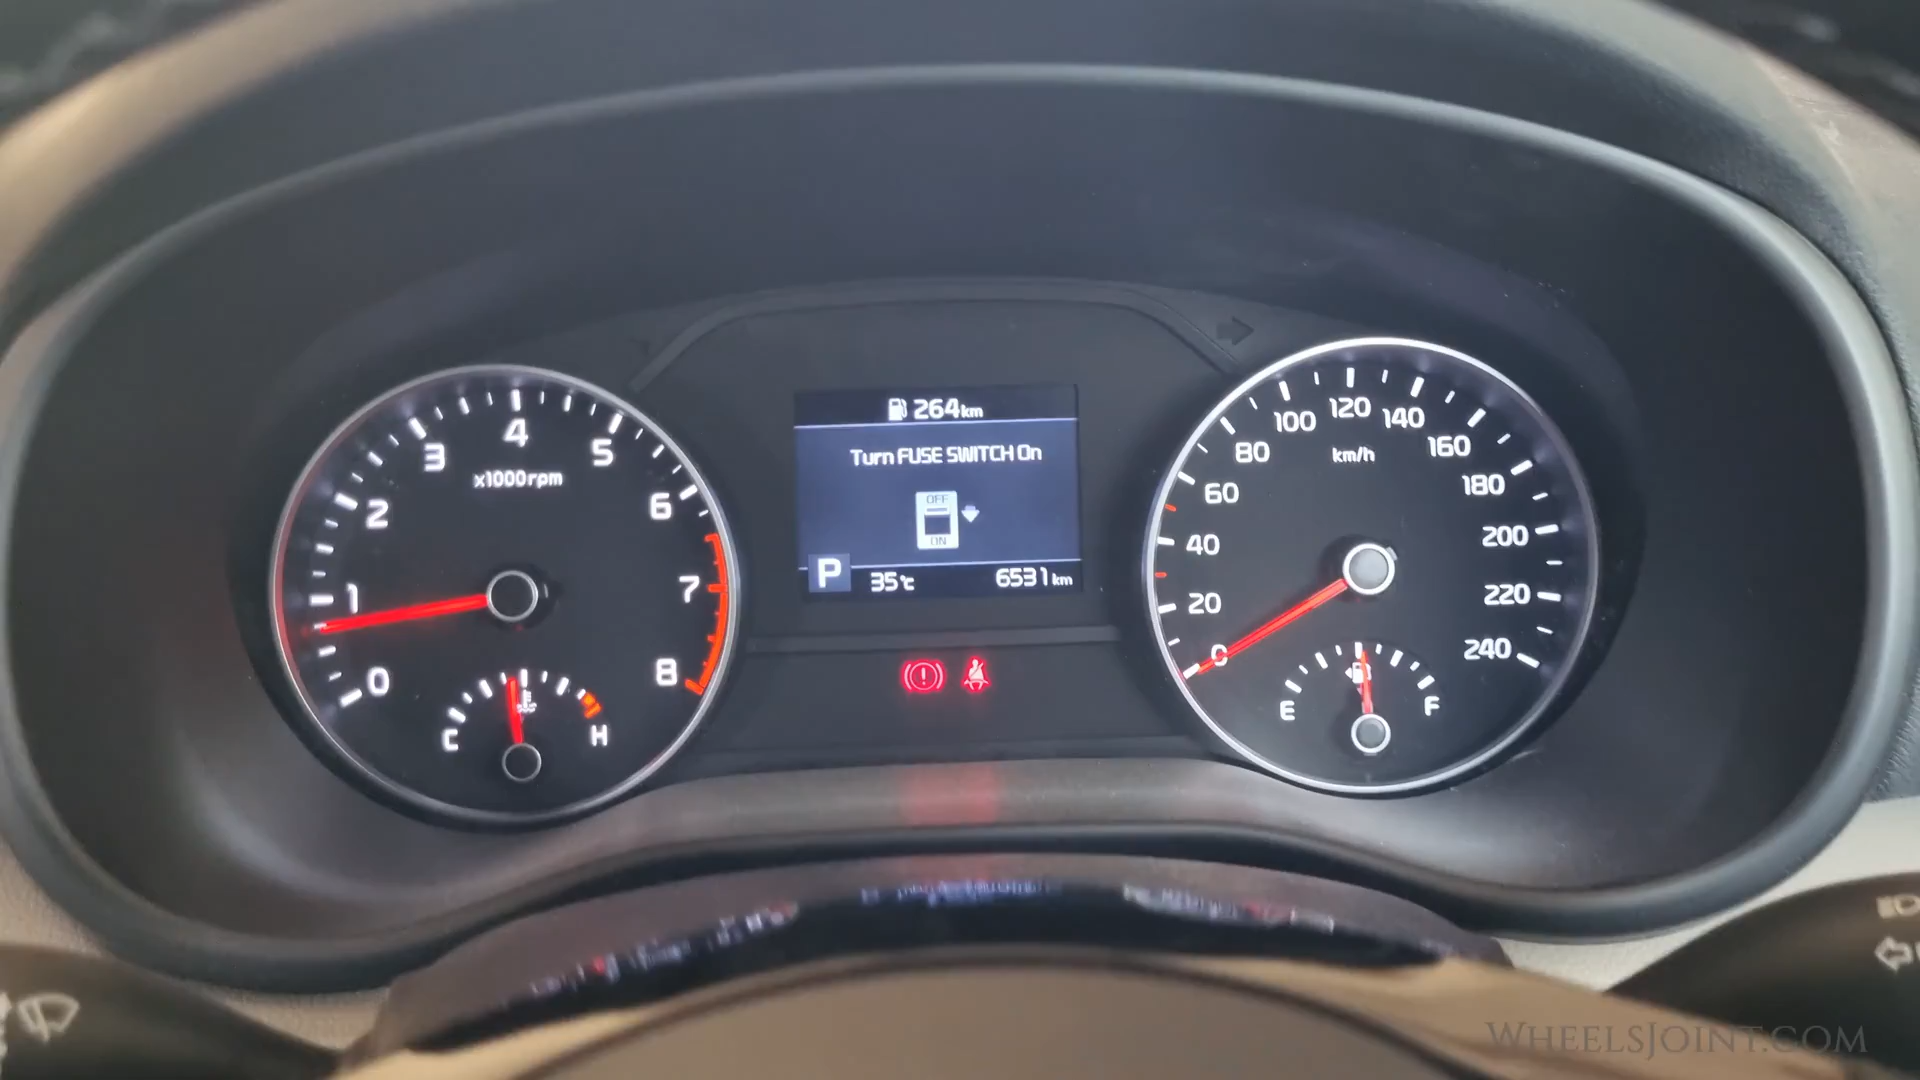 264km
Turn FUSE SWITCH On
OFF
ON
P
35℃
6531km
0
1
2
3
4
5
6
7
8
x1000rpm
C
H
0
20
40
60
80
100
120
140
160
180
200
220
240
km/h
E
F
WHEELSJOINT.COM